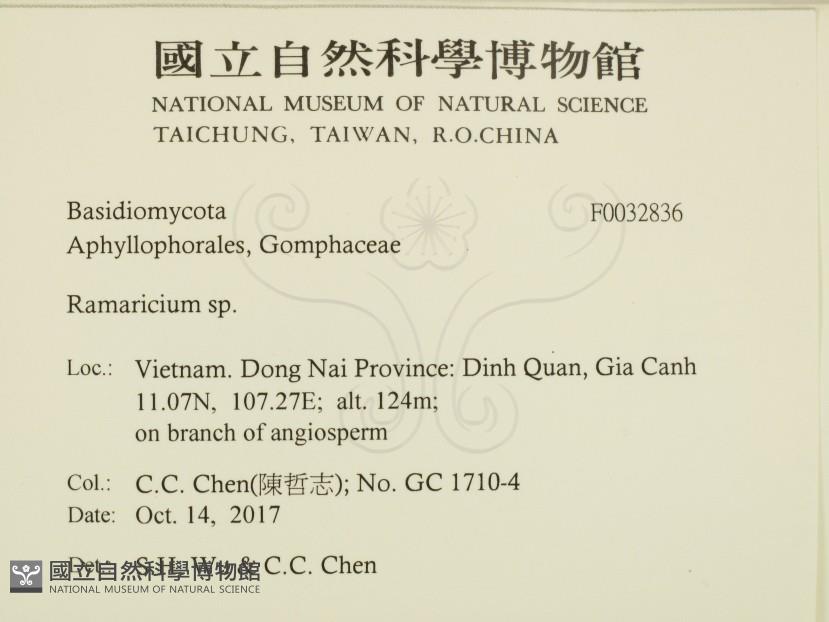 國立自然科學博物館
NATIONAL MUSEUM OF NATURAL SCIENCE
TAICHUNG, TAIWAN, R.O.CHINA
Basidiomycota F0032836
Aphyllophorales, Gomphaceae
Ramaricium sp.
Loc.: Vietnam. Dong Nai Province: Dinh Quan, Gia Canh
11.07N, 107.27E; alt. 124m;
on branch of angiosperm
Col.: C.C. Chen(陳哲志); No. GC 1710-4
Date: Oct. 14, 2017
Det.: S.H. Wu & C.C. Chen
國立自然科學博物館
NATIONAL MUSEUM OF NATURAL SCIENCE